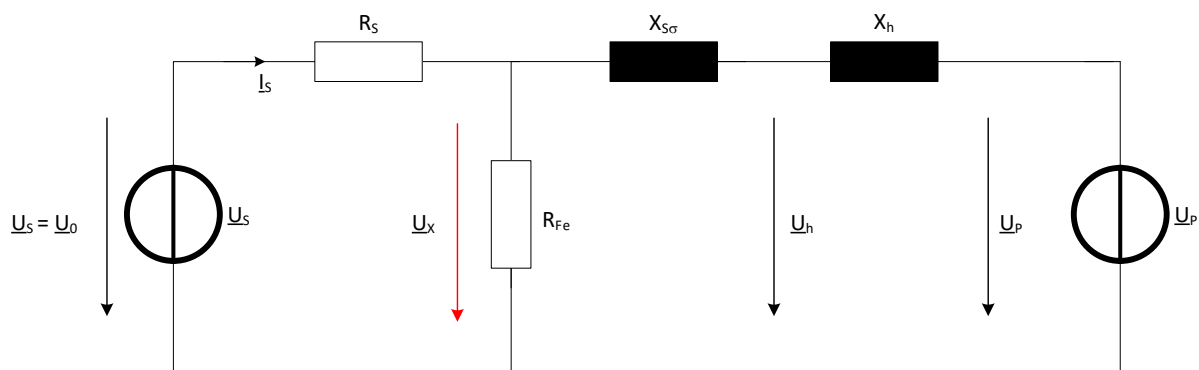 R_S
X_Sσ
X_h
I_S
U_S = U_0
U_S
U_X
R_Fe
U_h
U_P
U_P